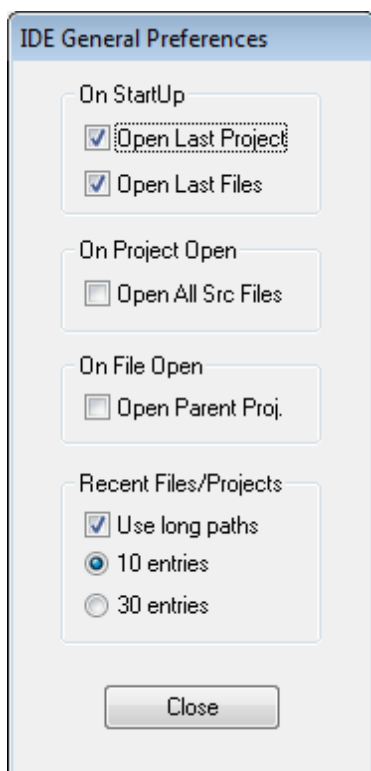 IDE General Preferences
On StartUp
Open Last Project
Open Last Files
On Project Open
Open All Src Files
On File Open
Open Parent Proj.
Recent Files/Projects
Use long paths
10 entries
30 entries
Close